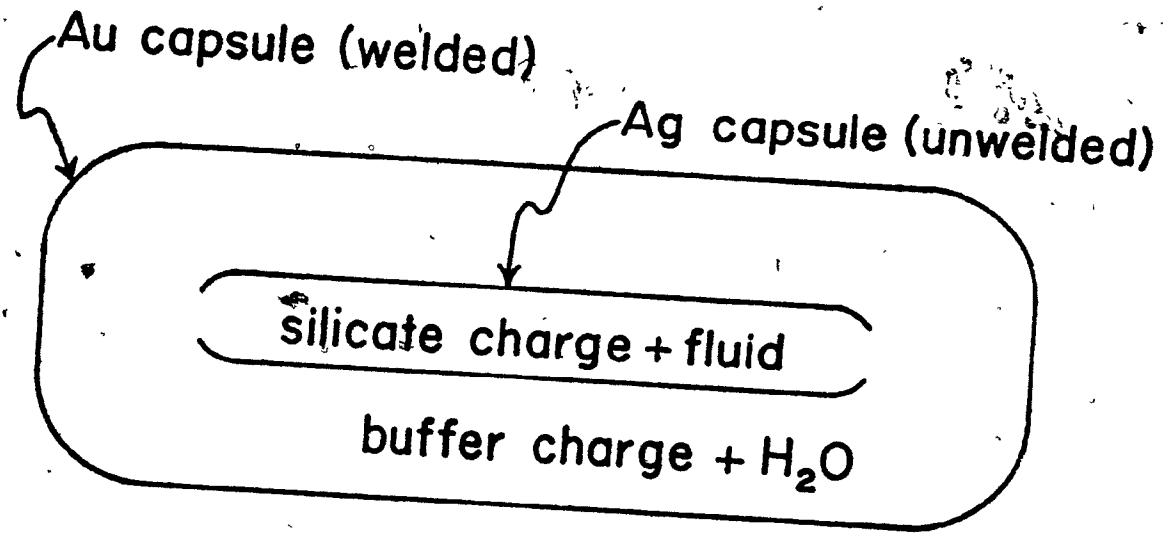 Au capsule (welded)
Ag capsule (unwelded)
silicate charge + fluid
buffer charge + H₂O